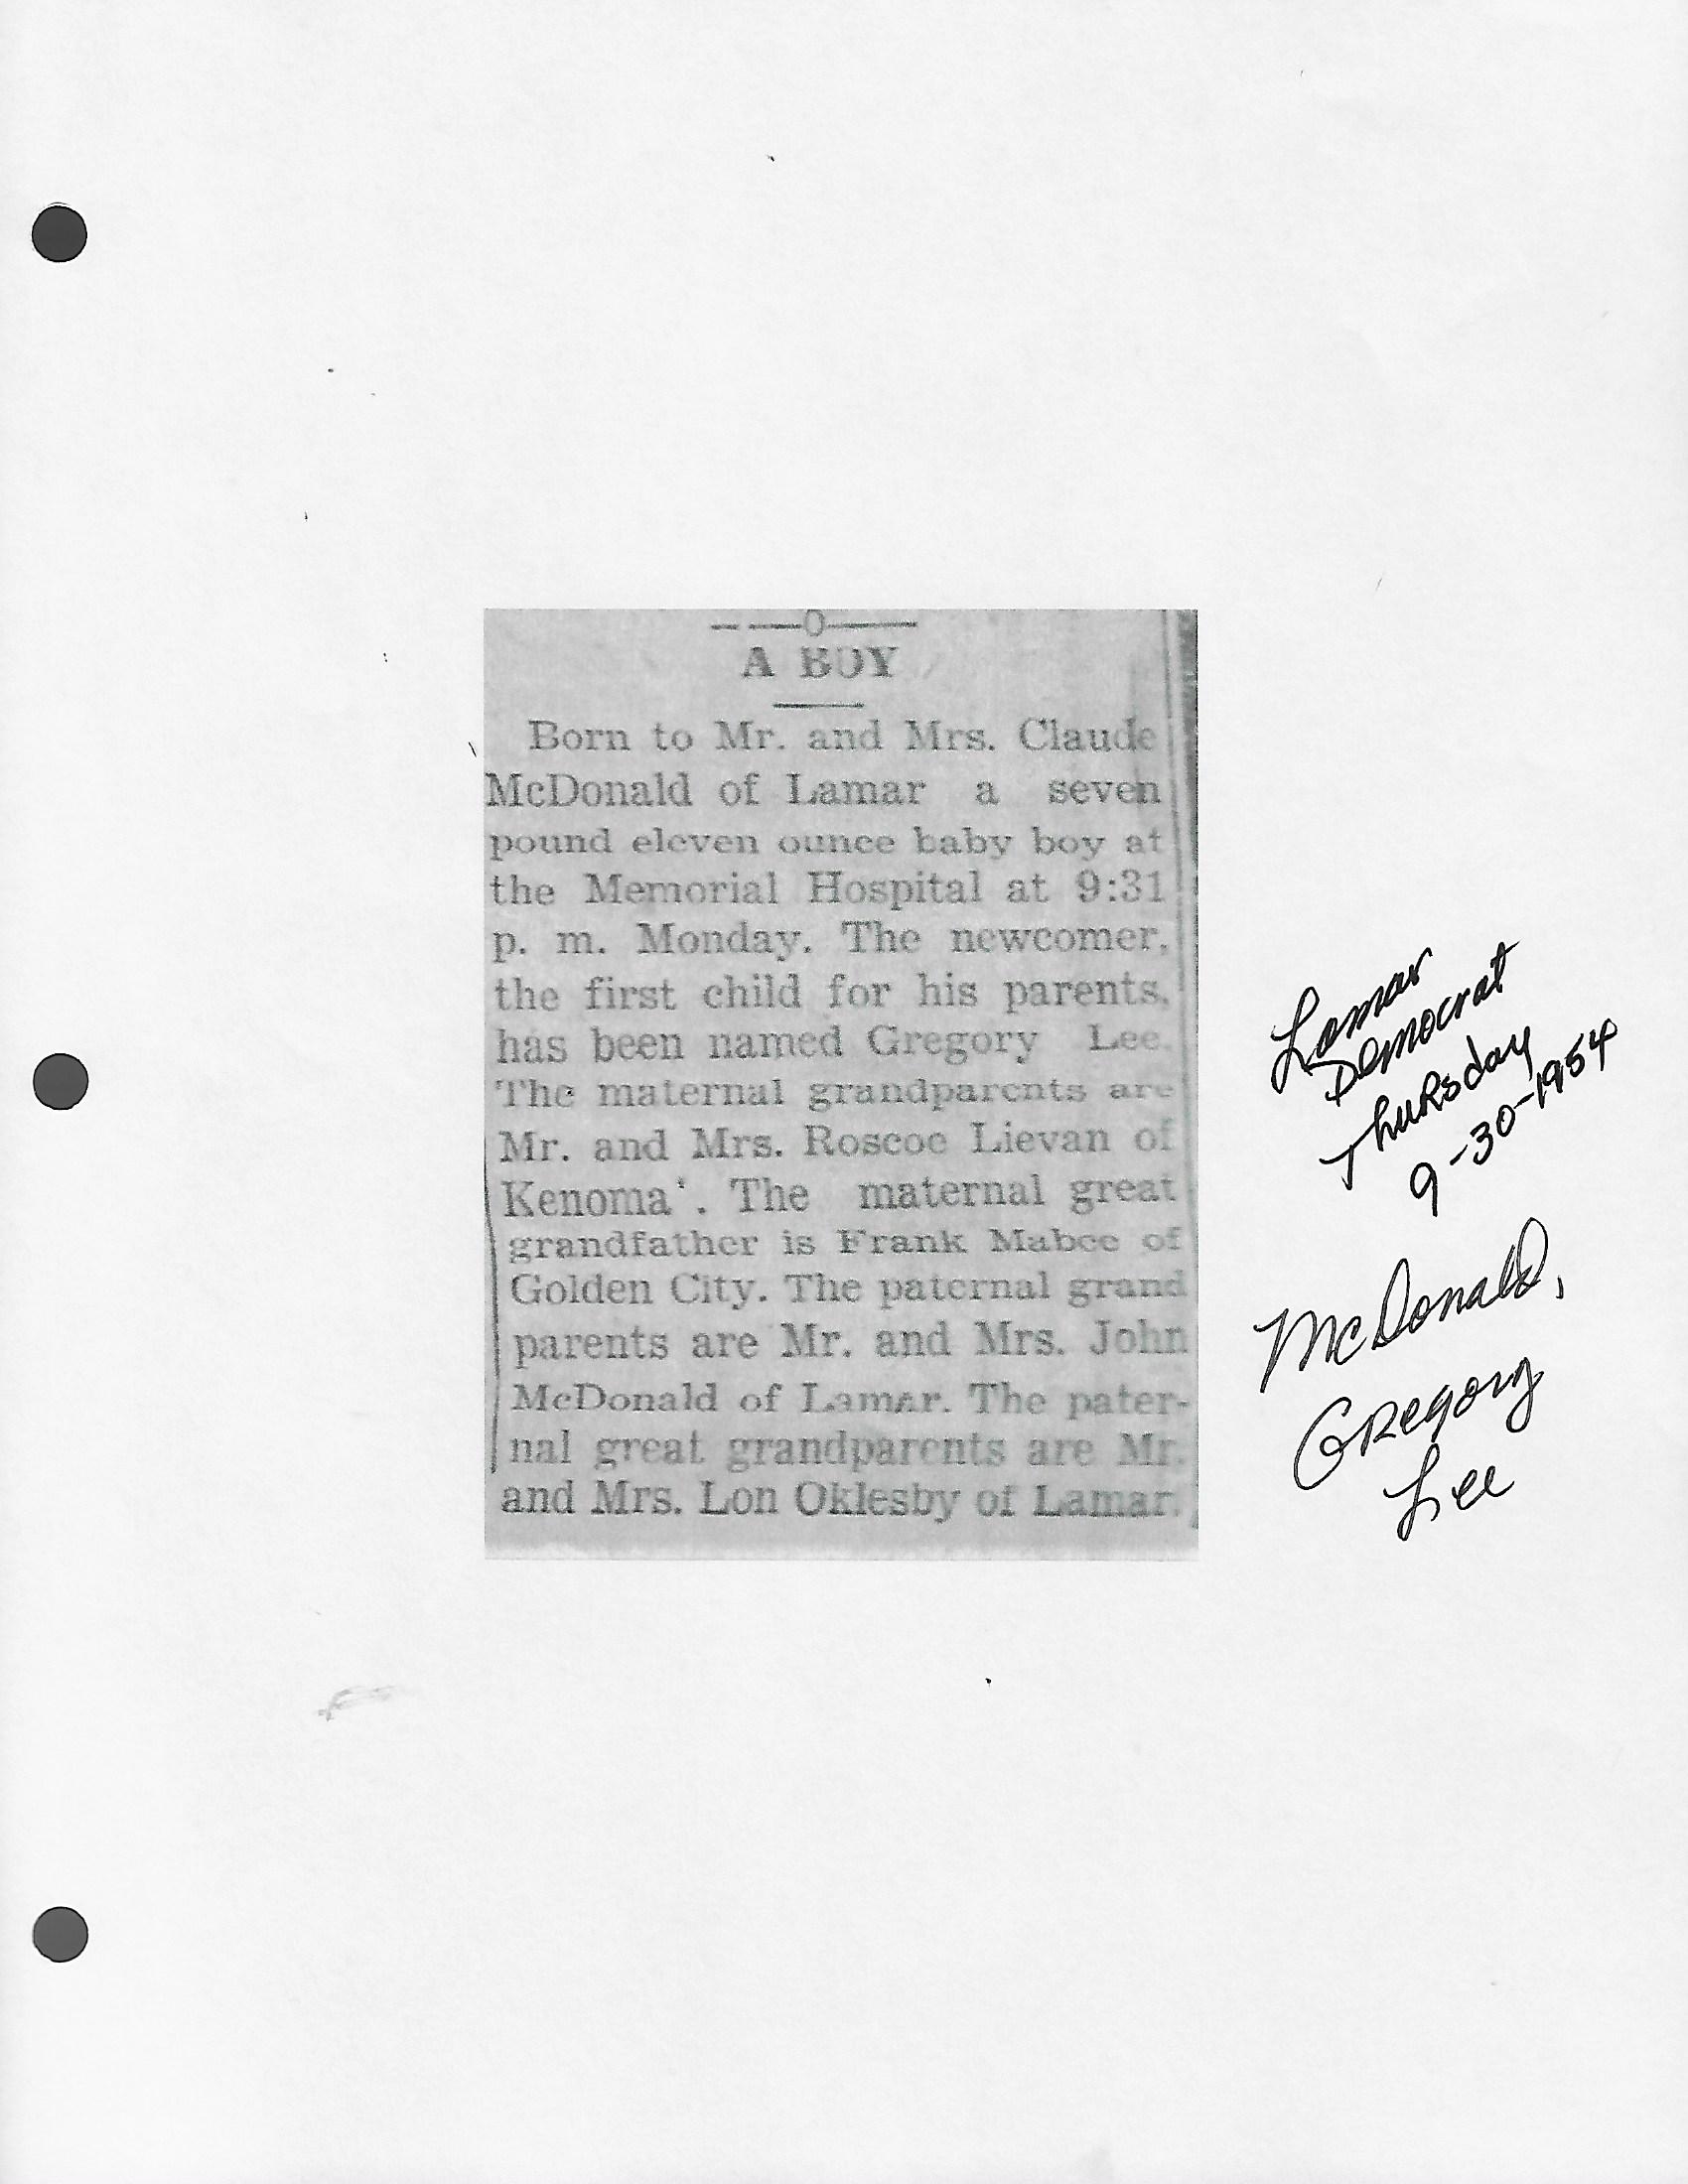 A BOY
Born to Mr. and Mrs. Claude
McDonald of Lamar a seven
pound eleven ounce baby boy at
the Memorial Hospital at 9:31
p. m. Monday. The newcomer,
the first child for his parents,
has been named Gregory Lee.
The maternal grandparents are
Mr. and Mrs. Roscoe Lievan of
Kenoma'. The maternal great
grandfather is Frank Mabee of
Golden City. The paternal grand
parents are Mr. and Mrs. John
McDonald of Lamar. The pater-
nal great grandparents are Mr.
and Mrs. Lon Oklesby of Lamar.
Lamar
Democrat
Thursday
9-30-1954
McDonald,
Gregory
Lee